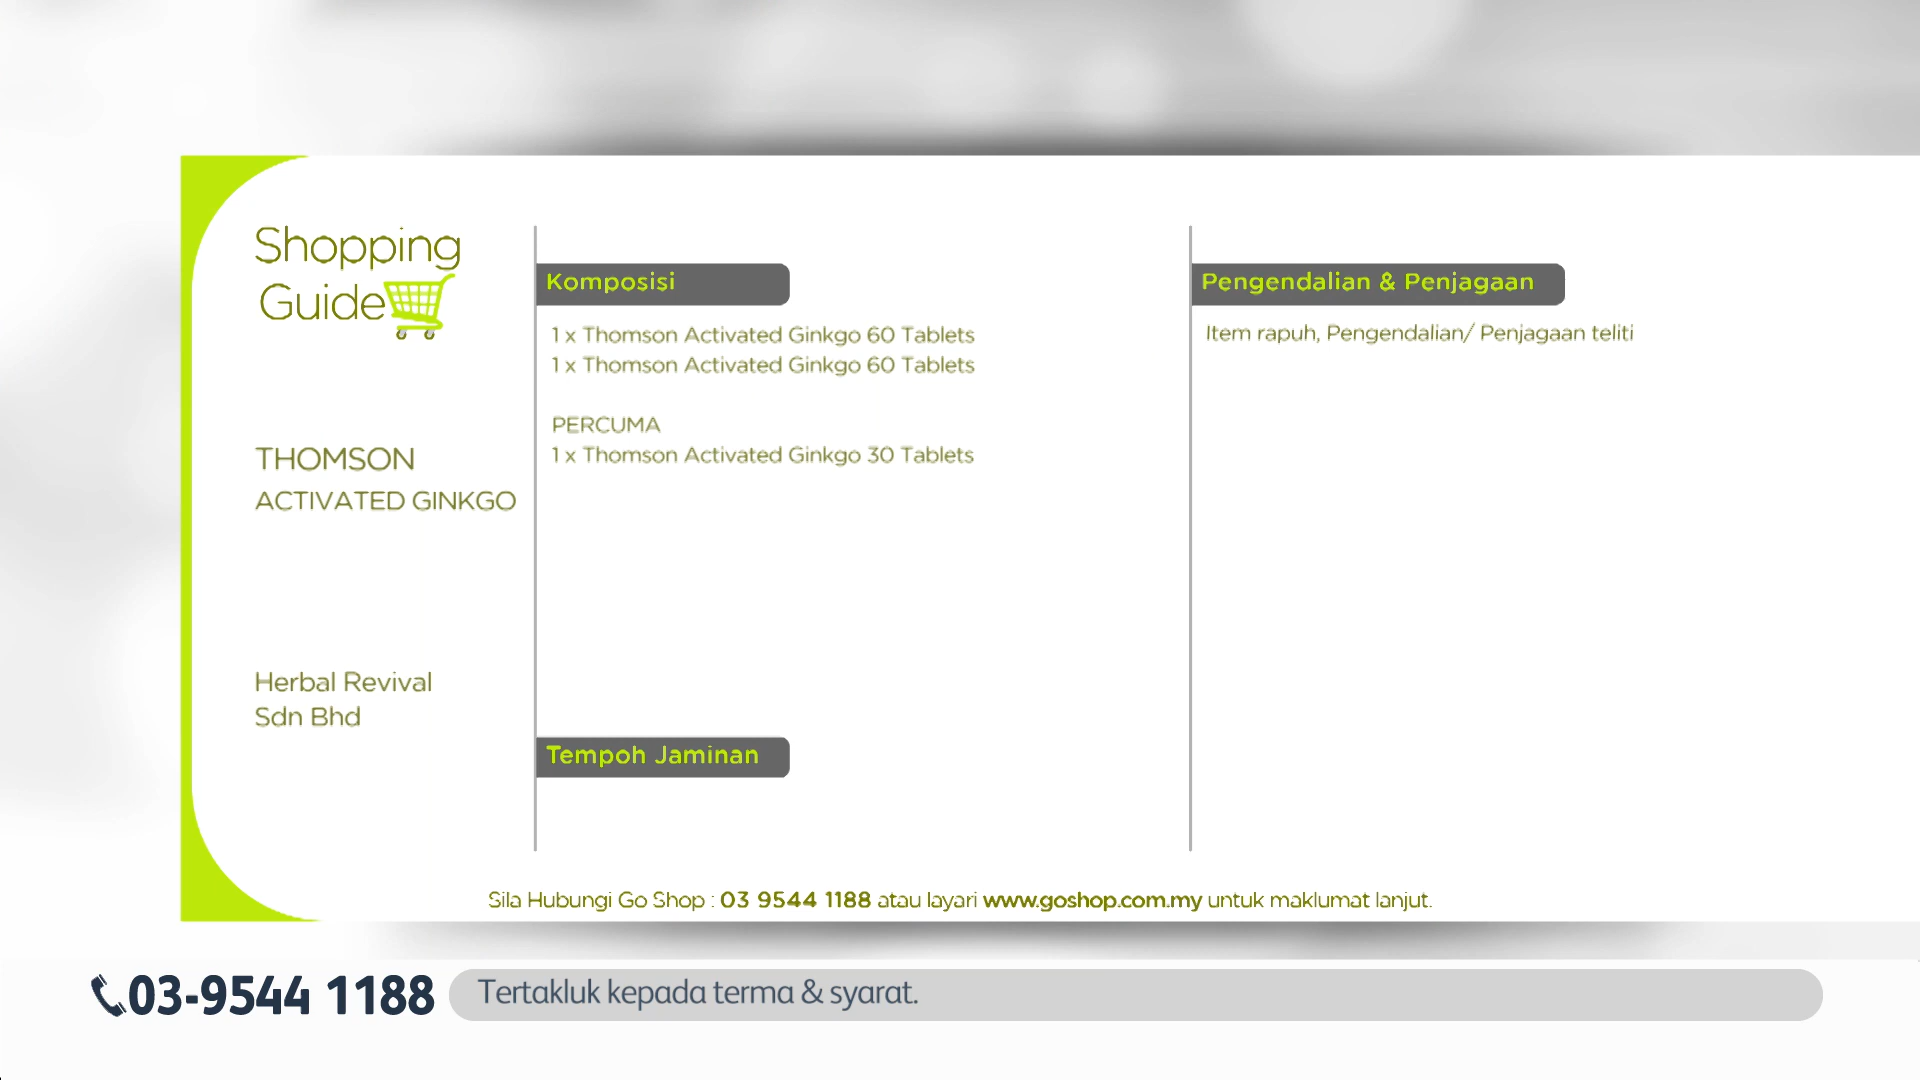 Shopping
Guide
THOMSON
ACTIVATED GINKGO
Herbal Revival
Sdn Bhd
Komposisi
1 x Thomson Activated Ginkgo 60 Tablets
1 x Thomson Activated Ginkgo 60 Tablets
PERCUMA
1 x Thomson Activated Ginkgo 30 Tablets
Tempoh Jaminan
Pengendalian & Penjagaan
Item rapuh, Pengendalian/ Penjagaan teliti
Sila Hubungi Go Shop : 03 9544 1188 atau layari www.goshop.com.my untuk maklumat lanjut.
03-9544 1188
Tertakluk kepada terma & syarat.